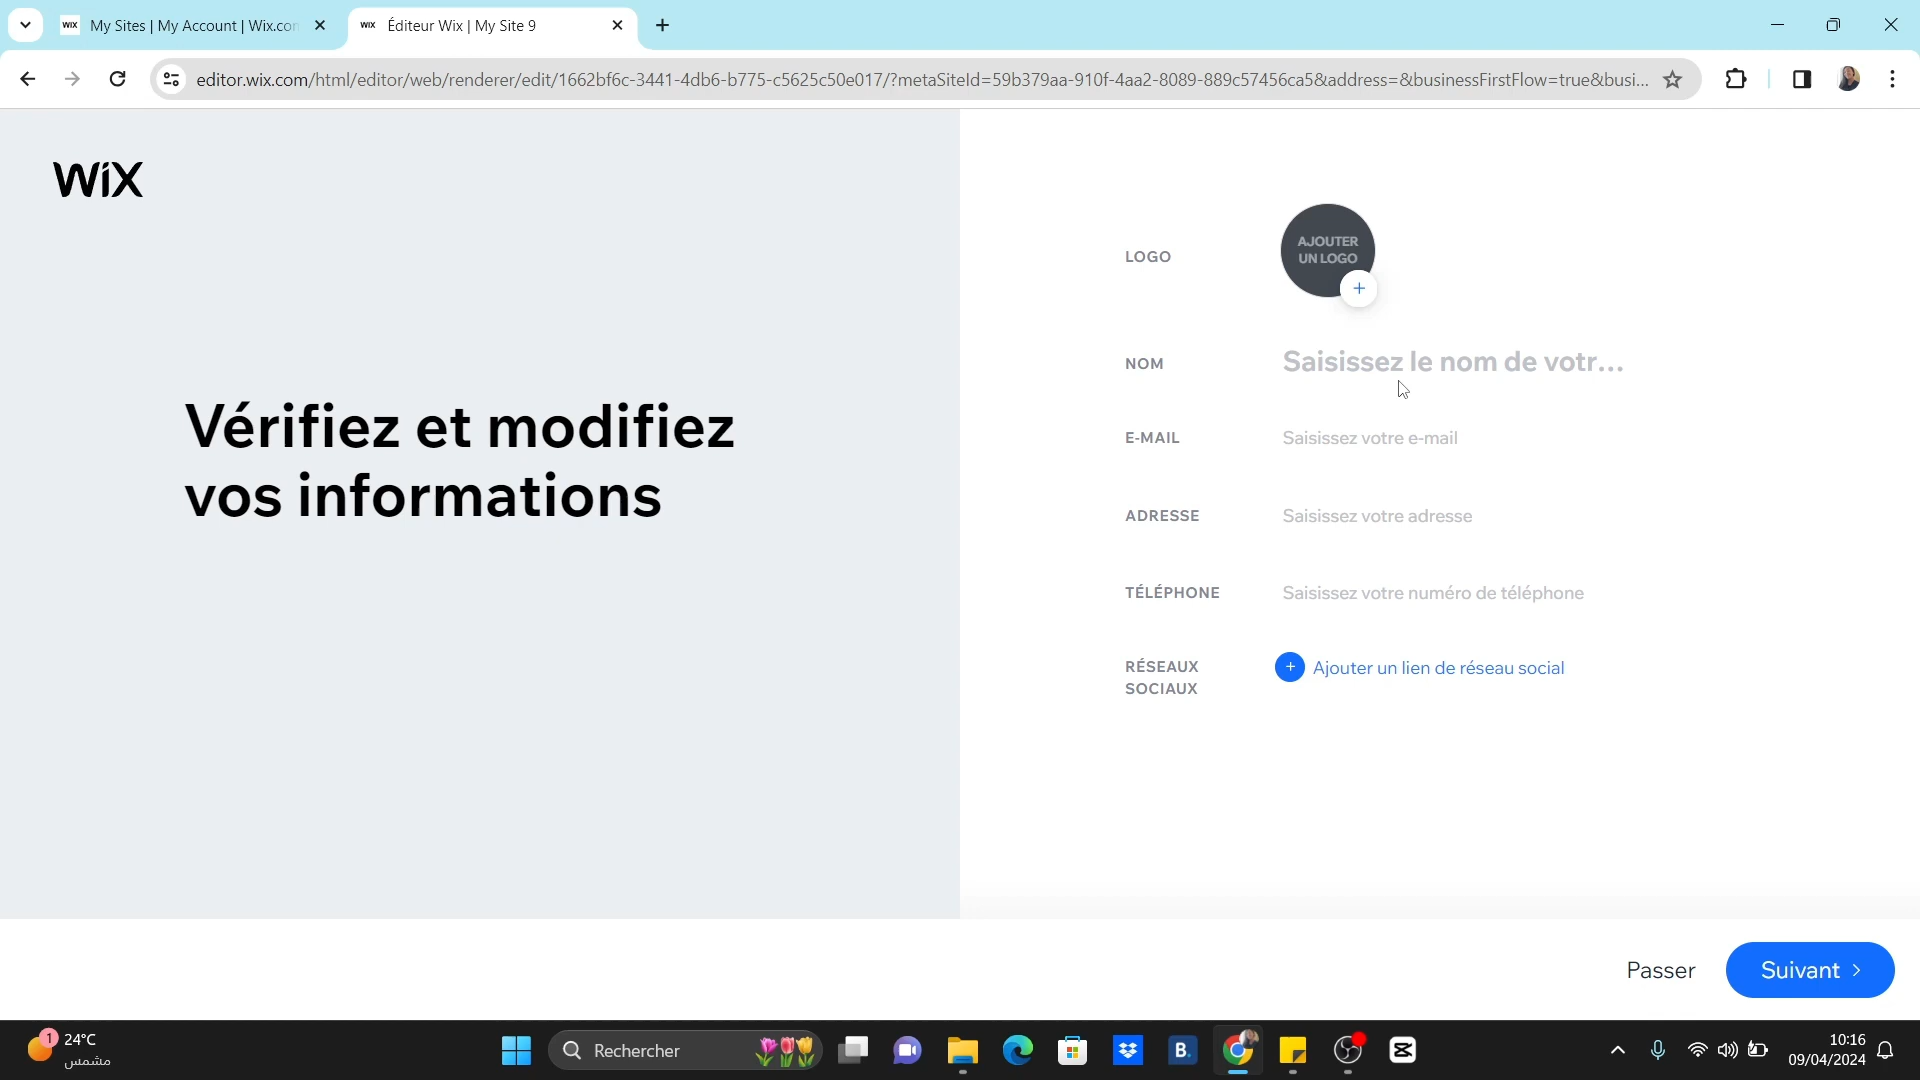 WiX My Sites | My Account | Wix.con
WiX Éditeur Wix | My Site 9
editor.wix.com/html/editor/web/renderer/edit/1662bf6c-3441-4db6-b775-c5625c50e017/?metaSiteId=59b379aa-910f-4aa2-8089-889c57456ca5&address=&businessFirstFlow=true&busi...
WiX
Vérifiez et modifiez
vos informations
LOGO
AJOUTER
UN LOGO
+
NOM
Saisissez le nom de votr...
E-MAIL
Saisissez votre e-mail
ADRESSE
Saisissez votre adresse
TÉLÉPHONE
Saisissez votre numéro de téléphone
RÉSEAUX
SOCIAUX
+ Ajouter un lien de réseau social
Passer
Suivant >
1
24°C
مشمس
Rechercher
B.
10:16
09/04/2024